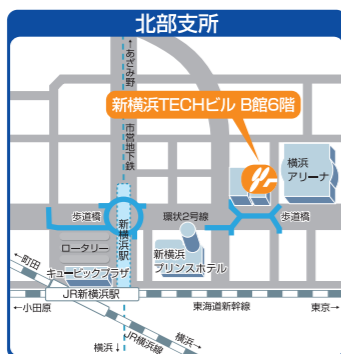 北部支所
←あざみ野
新横浜TECHビル B館6階
市営地下鉄
横浜
アリーナ
歩道橋
新横浜駅
環状2号線
歩道橋
ロータリー
新横浜
プリンスホテル
←町田
キュービックプラザ
JR新横浜駅
←小田原
東海道新幹線
東京→
JR横浜線
横浜→
横浜↓